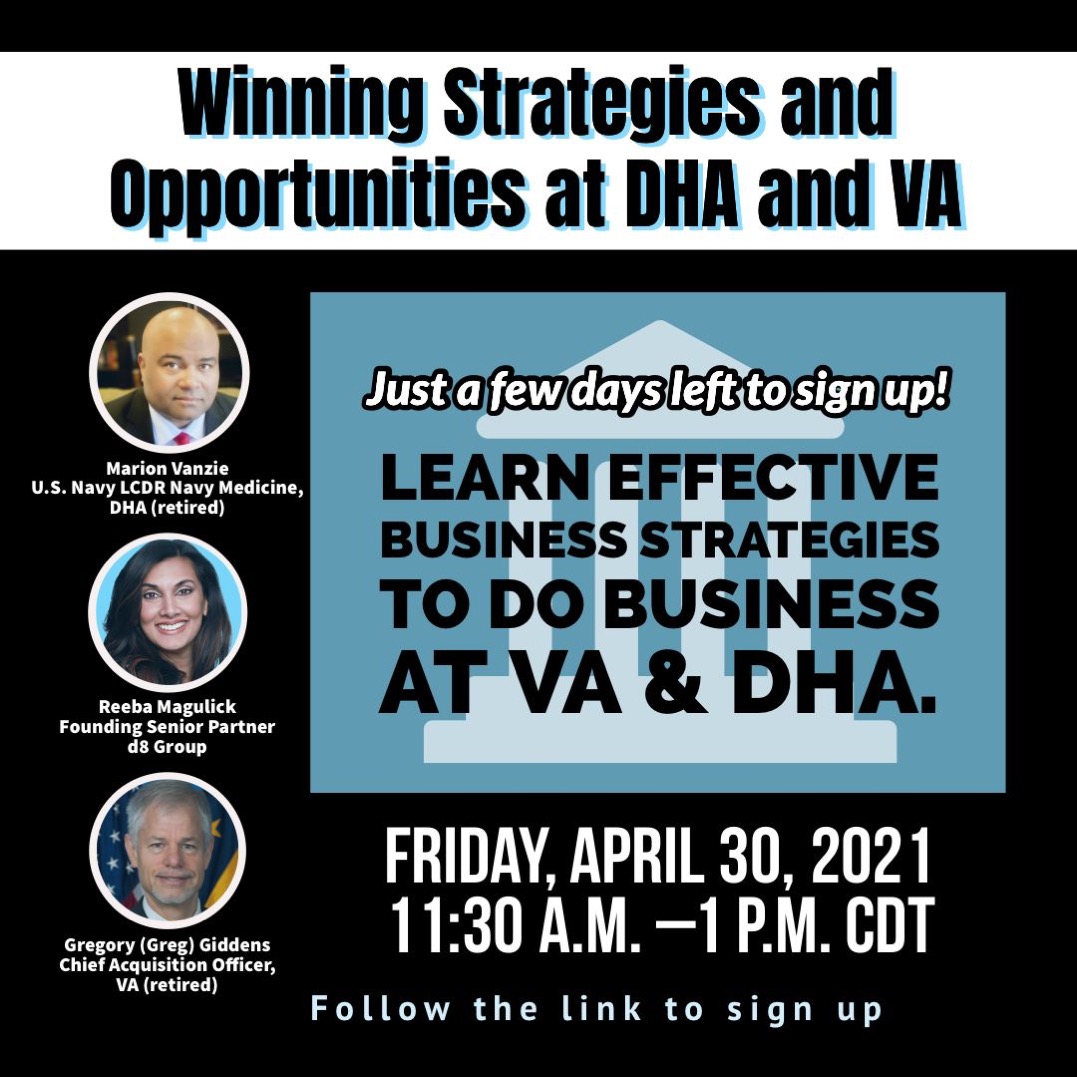 Winning Strategies and
Opportunities at DHA and VA
Marion Vanzie
U.S. Navy LCDR Navy Medicine,
DHA (retired)
Reeba Magulick
Founding Senior Partner
d8 Group
Gregory (Greg) Giddens
Chief Acquisition Officer,
VA (retired)
Just a few days left to sign up!
LEARN EFFECTIVE
BUSINESS STRATEGIES
TO DO BUSINESS
AT VA & DHA.
FRIDAY, APRIL 30, 2021
11:30 A.M. –1 P.M. CDT
Follow the link to sign up